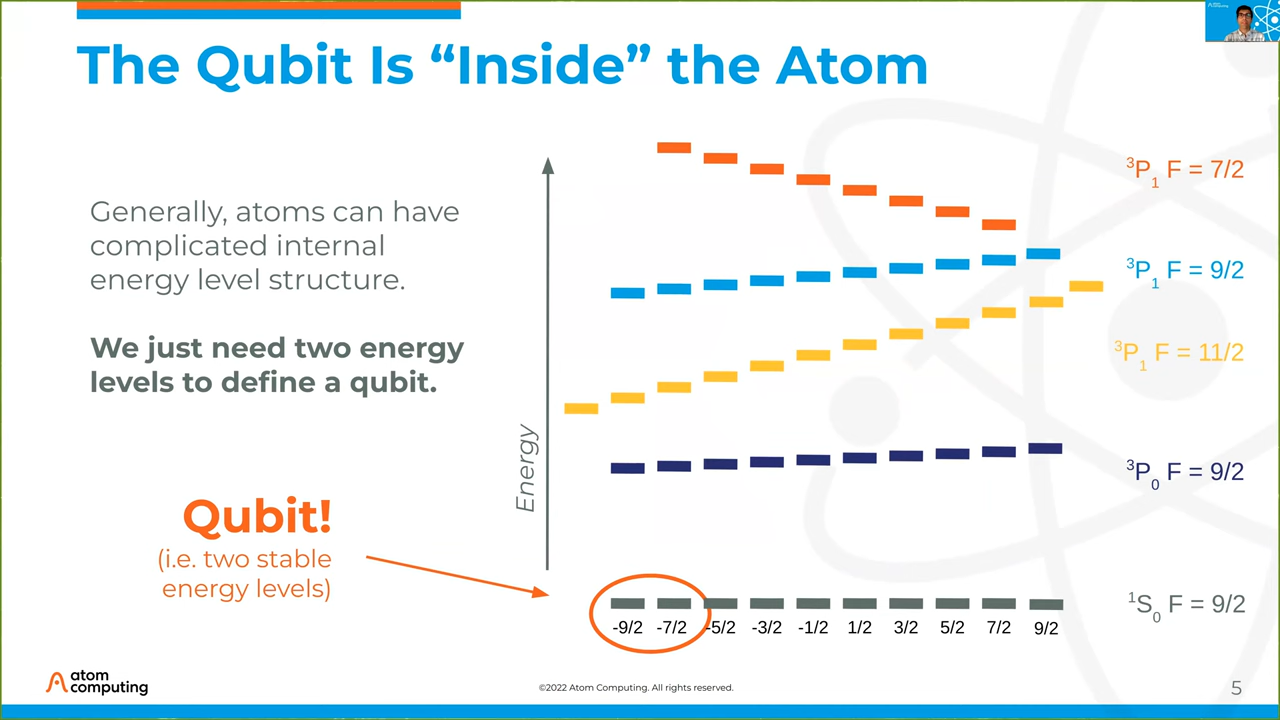 The Qubit Is “Inside” the Atom
Generally, atoms can have
complicated internal
energy level structure.
We just need two energy
levels to define a qubit.
Qubit!
(i.e. two stable
energy levels)
Energy
³P₁ F = 7/2
³P₁ F = 9/2
³P₁ F = 11/2
³P₀ F = 9/2
¹S₀ F = 9/2
-9/2 -7/2 -5/2 -3/2 -1/2 1/2 3/2 5/2 7/2 9/2
atom
computing
©2022 Atom Computing. All rights reserved.
5
atom
computing